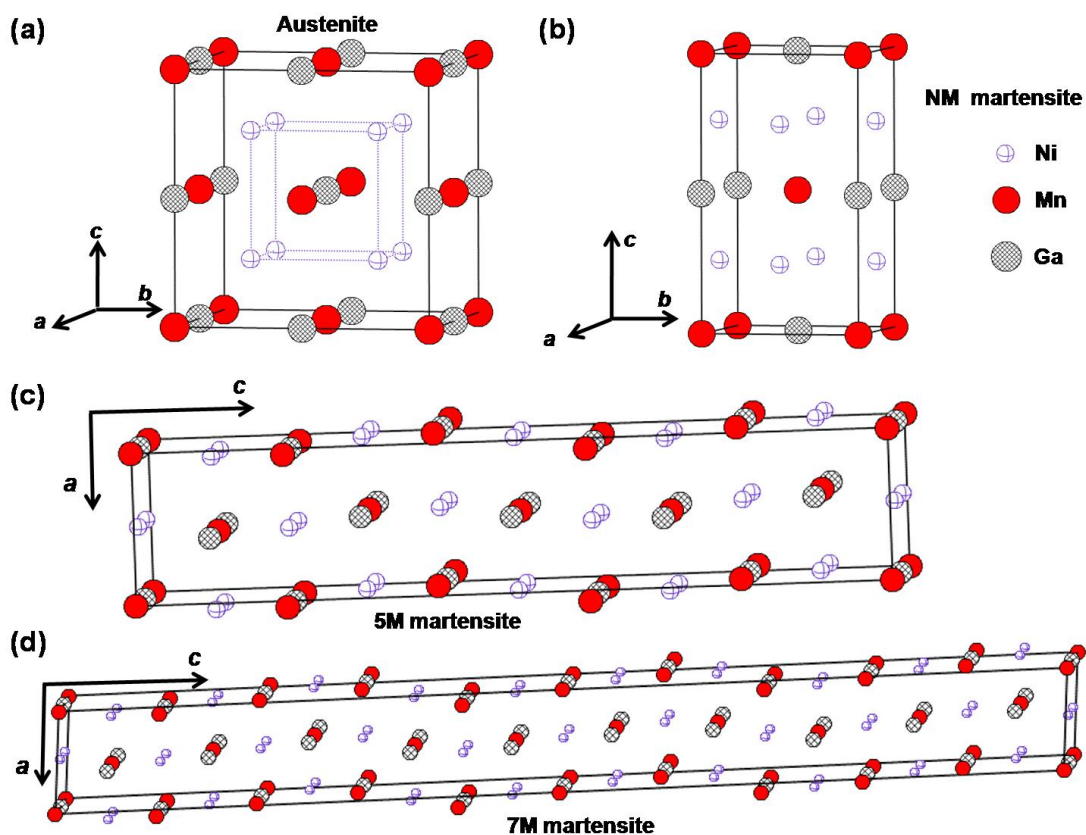 (a)
Austenite
c
b
a
(b)
NM martensite
Ni
Mn
Ga
c
b
a
(c)
c
a
5M martensite
(d)
c
a
7M martensite